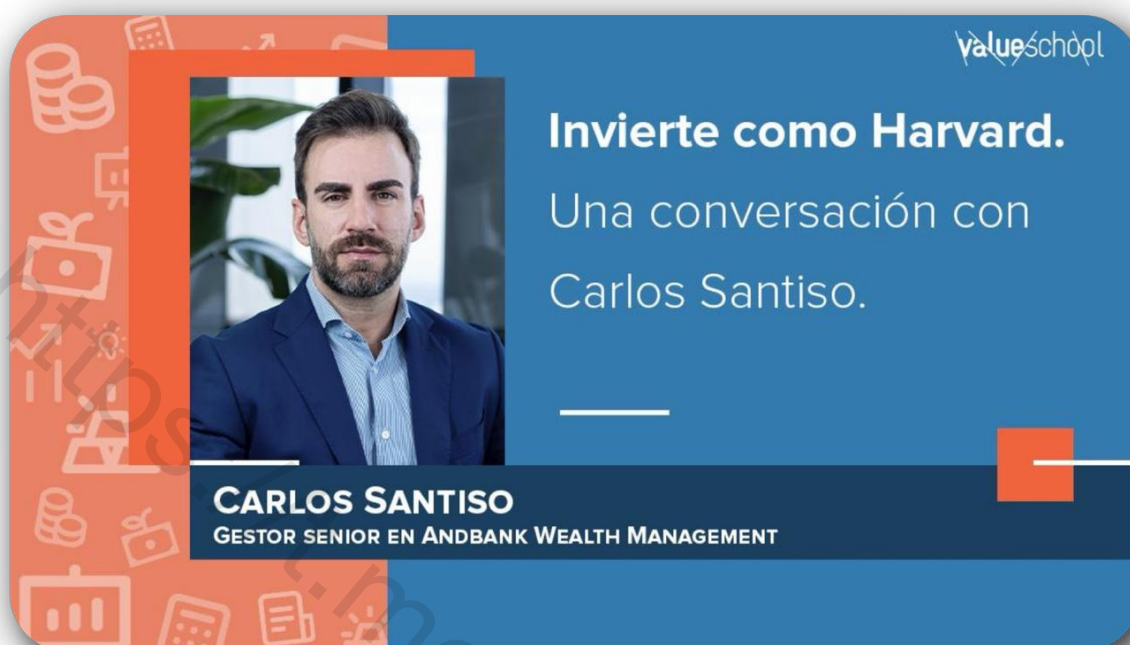 valueschool
Invierte como Harvard.
Una conversación con
Carlos Santiso.
CARLOS SANTISO
GESTOR SENIOR EN ANDBANK WEALTH MANAGEMENT